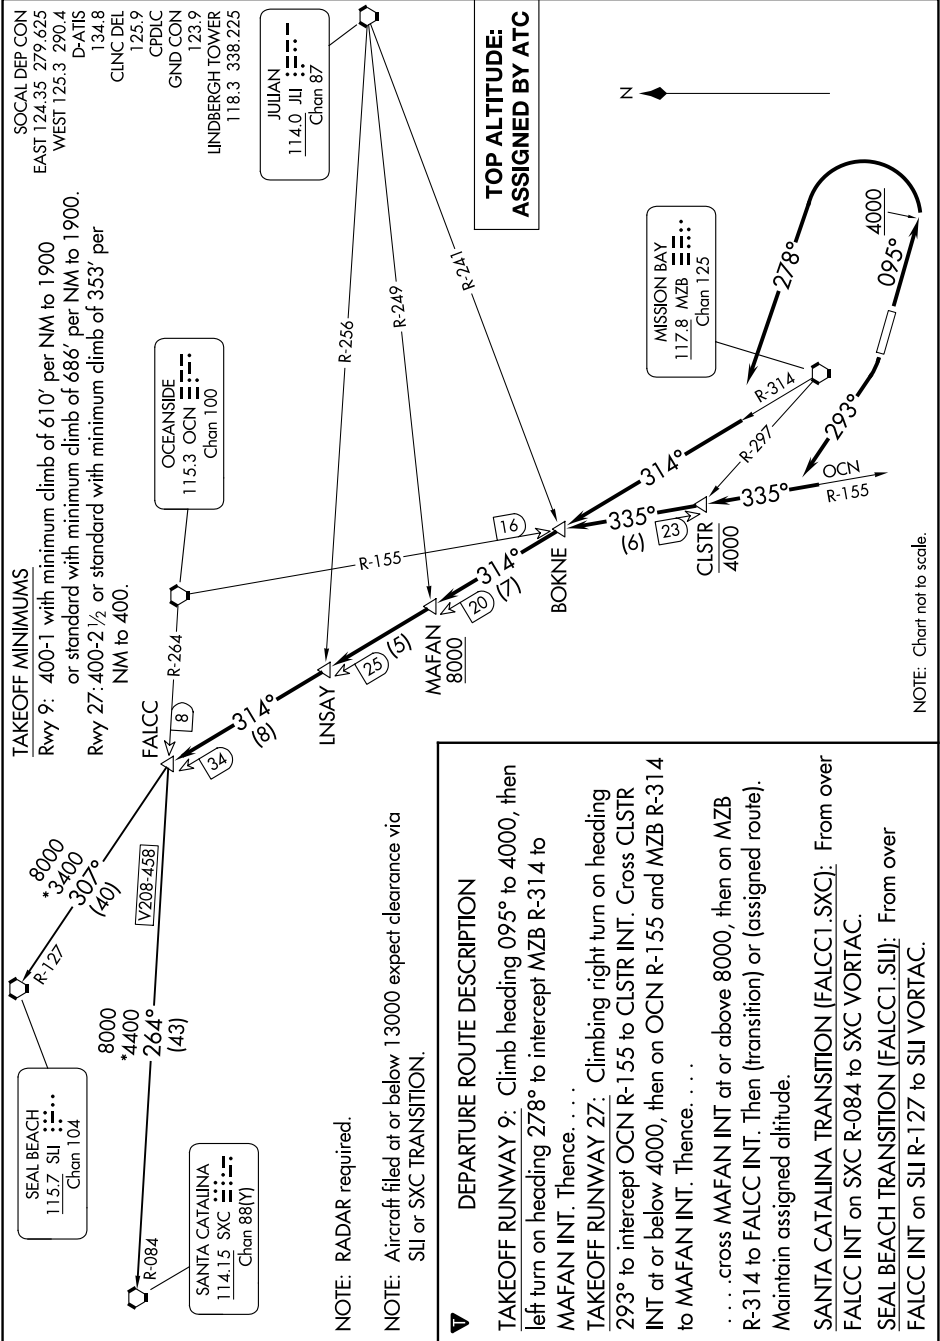 TAKEOFF MINIMUMS
Rwy 9: 400-1 with minimum climb of 610' per NM to 1900
or standard with minimum climb of 686' per NM to 1900.
Rwy 27: 400-2½ or standard with minimum climb of 353' per
NM to 400.
SOCAL DEP CON
EAST 124.35 279.625
WEST 125.3 290.4
D-ATIS
134.8
CLNC DEL
125.9
CPDLC
GND CON
123.9
LINDBERGH TOWER
118.3 338.225
SEAL BEACH
115.7 SLI
Chan 104
R-127
8000
*3400
307°
(40)
8000
*4400
264°
(43)
V208-458
R-084
SANTA CATALINA
114.15 SXC
Chan 88(Y)
FALCC
8
R-264
OCEANSIDE
115.3 OCN
Chan 100
JULIAN
114.0 JLI
Chan 87
34
314°
(8)
LNSAY
R-256
25
(5)
MAFAN
8000
R-249
20
314°
(7)
R-155
16
R-241
BOKNE
TOP ALTITUDE:
ASSIGNED BY ATC
N
335°
(6)
314°
23
CLSTR
4000
R-297
R-314
MISSION BAY
117.8 MZB
Chan 125
335°
OCN
R-155
293°
278°
095°
4000
NOTE: RADAR required.
NOTE: Aircraft filed at or below 13000 expect clearance via
SLI or SXC TRANSITION.
NOTE: Chart not to scale.
T
DEPARTURE ROUTE DESCRIPTION
TAKEOFF RUNWAY 9: Climb heading 095° to 4000, then
left turn on heading 278° to intercept MZB R-314 to
MAFAN INT. Thence. . . .
TAKEOFF RUNWAY 27: Climbing right turn on heading
293° to intercept OCN R-155 to CLSTR INT. Cross CLSTR
INT at or below 4000, then on OCN R-155 and MZB R-314
to MAFAN INT. Thence. . . .
. . . .cross MAFAN INT at or above 8000, then on MZB
R-314 to FALCC INT. Then (transition) or (assigned route).
Maintain assigned altitude.
SANTA CATALINA TRANSITION (FALCC1.SXC): From over
FALCC INT on SXC R-084 to SXC VORTAC.
SEAL BEACH TRANSITION (FALCC1.SLI): From over
FALCC INT on SLI R-127 to SLI VORTAC.